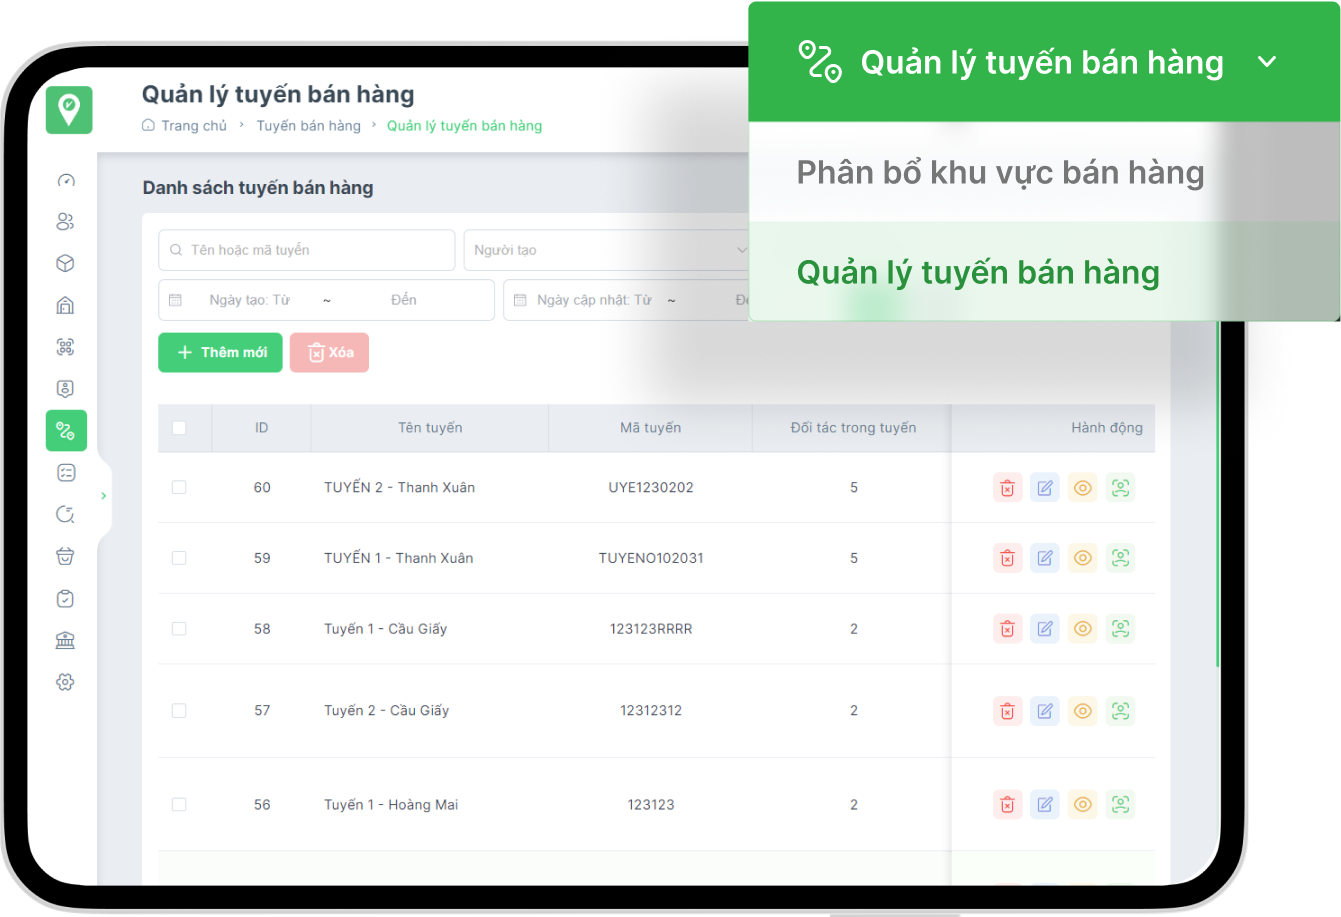 Quản lý tuyến bán hàng
Phân bổ khu vực bán hàng
Quản lý tuyến bán hàng
Quản lý tuyến bán hàng
Trang chủ > Tuyến bán hàng > Quản lý tuyến bán hàng
Danh sách tuyến bán hàng
Tên hoặc mã tuyến Người tạo
Ngày tạo: Từ ~ Đến Ngày cập nhật: Từ ~
+ Thêm mới Xóa
ID Tên tuyến Mã tuyến Đối tác trong tuyến Hành động
60 TUYẾN 2 - Thanh Xuân UYE1230202 5
59 TUYẾN 1 - Thanh Xuân TUYENO102031 5
58 Tuyến 1 - Cầu Giấy 123123RRRR 2
57 Tuyến 2 - Cầu Giấy 12312312 2
56 Tuyến 1 - Hoàng Mai 123123 2